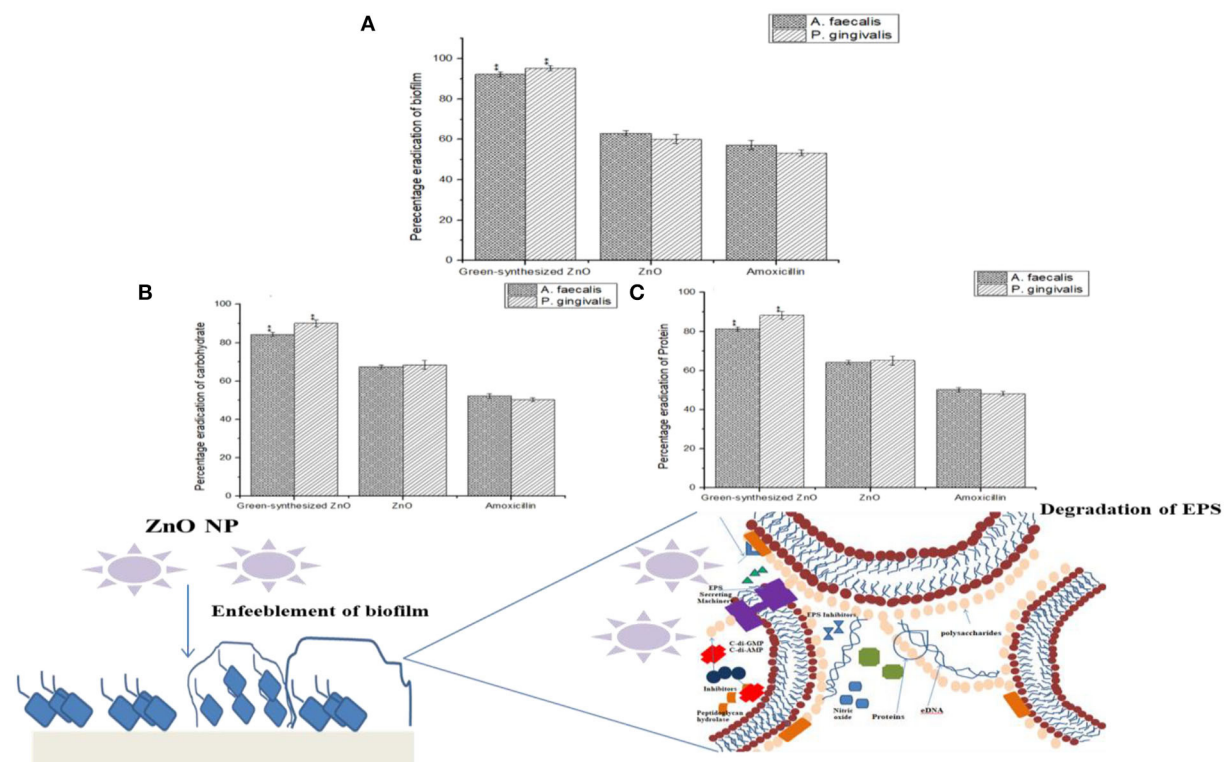 A
A. faecalis
P. gingivalis
Perecentage eradication of biofilm
100
80
60
40
20
0
**
**
Green-synthesized ZnO
ZnO
Amoxicillin
B
A. faecalis
P. gingivalis
Percentage eradication of carbohydrate
100
80
60
40
20
0
**
**
Green-synthesized ZnO
ZnO
Amoxicillin
C
A. faecalis
P. gingivalis
Percentage eradication of Protein
100
80
60
40
20
0
**
**
Green-synthesized ZnO
ZnO
Amoxicillin
ZnO NP
Enfeeblement of biofilm
Degradation of EPS
EPS
Secreting
Machinery
EPS Inhibitors
polysaccharides
C-di-GMP
C-di-AMP
Inhibitors
Peptidoglycan
hydrolase
Nitric
oxide
Proteins
eDNA